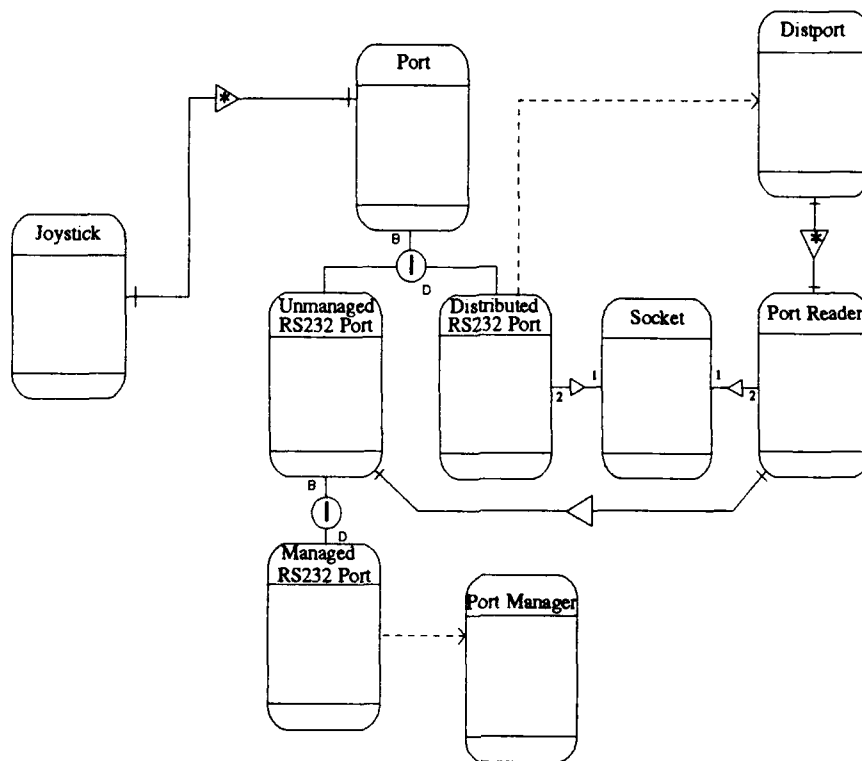 Distport
Port
*
Joystick
*
B
D
Unmanaged
RS232 Port
Distributed
RS232 Port
Socket
Port Reader
1
1
2
2
B
D
Managed
RS232 Port
Port Manager